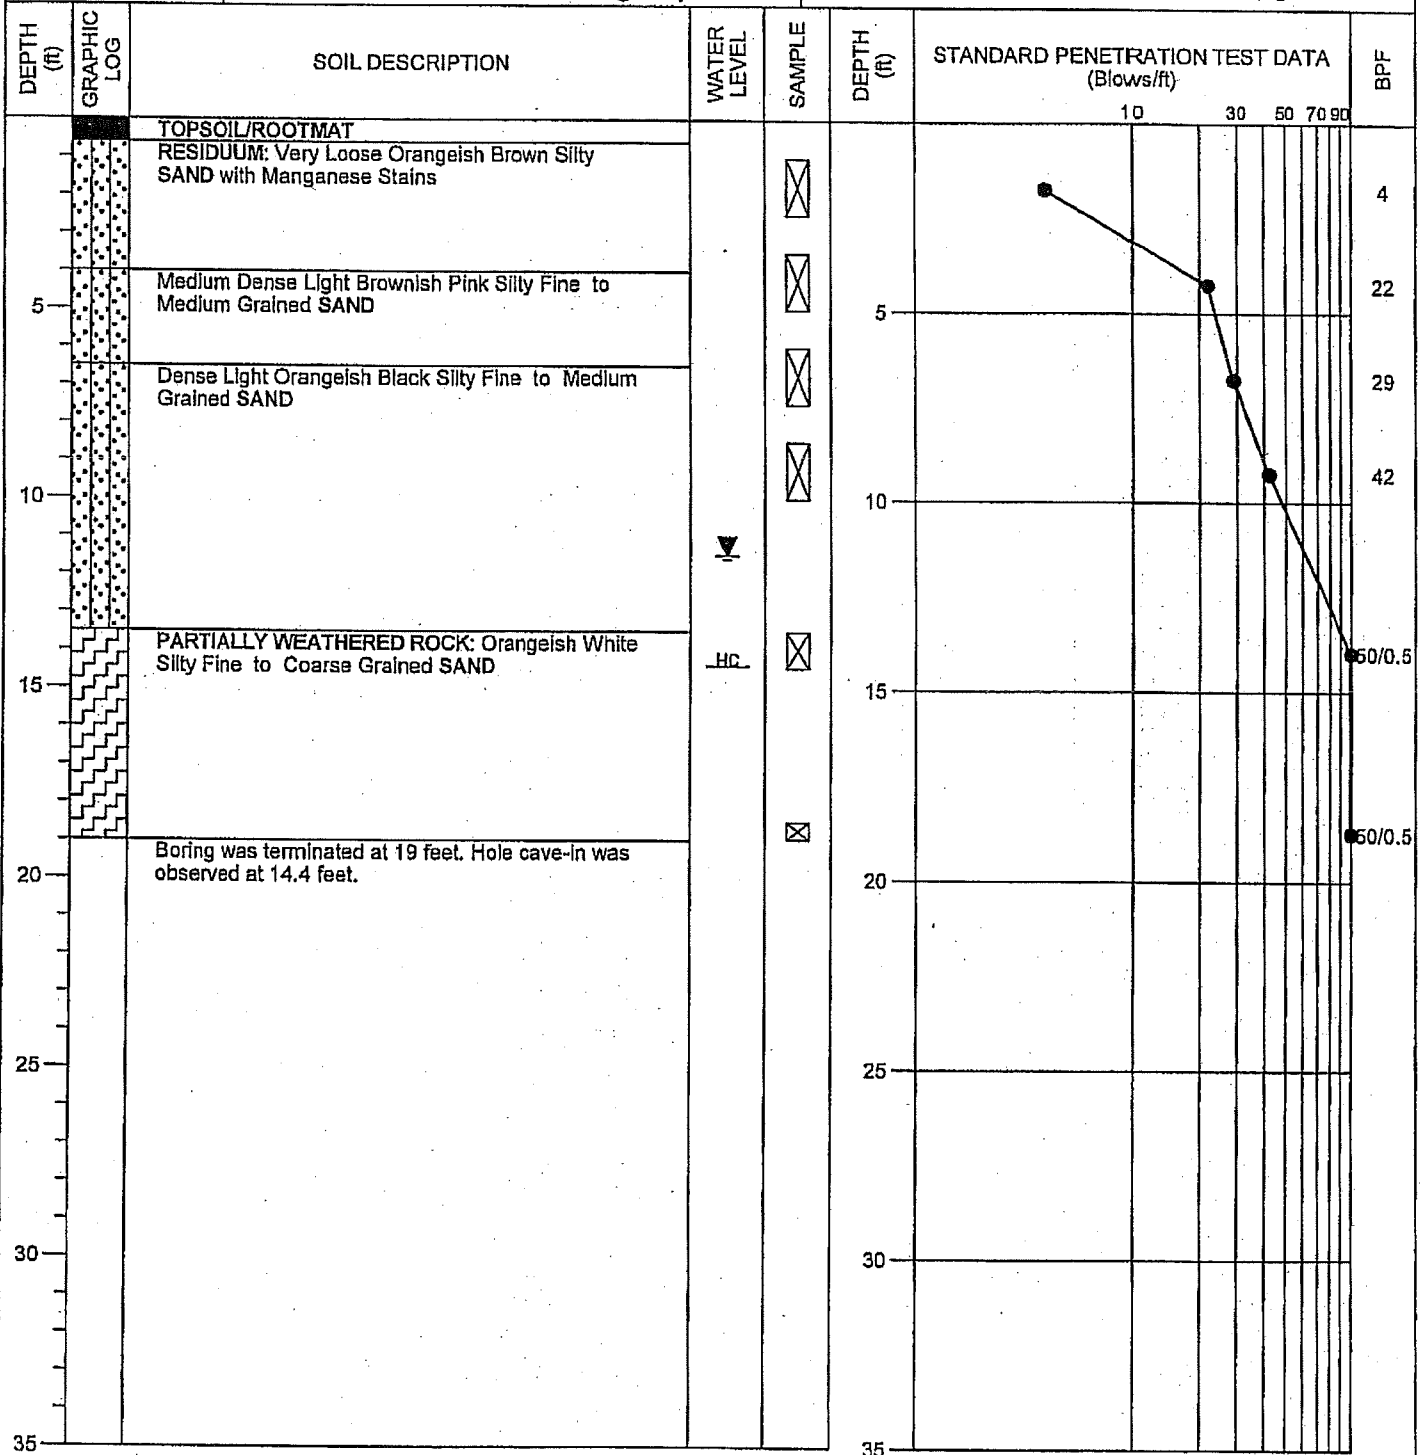 DEPTH
(ft)
GRAPHIC
LOG
SOIL DESCRIPTION
WATER
LEVEL
SAMPLE
DEPTH
(ft)
STANDARD PENETRATION TEST DATA
(Blows/ft)
BPF
10 30 50 70 90
TOPSOIL/ROOTMAT
RESIDUUM: Very Loose Orangeish Brown Silty
SAND with Manganese Stains
4
Medium Dense Light Brownish Pink Silty Fine to
Medium Grained SAND
22
5
5
Dense Light Orangeish Black Silty Fine to Medium
Grained SAND
29
42
10
10
PARTIALLY WEATHERED ROCK: Orangeish White
Silty Fine to Coarse Grained SAND
HC
50/0.5
15
15
50/0.5
Boring was terminated at 19 feet. Hole cave-in was
observed at 14.4 feet.
20
20
25
25
30
30
35
35